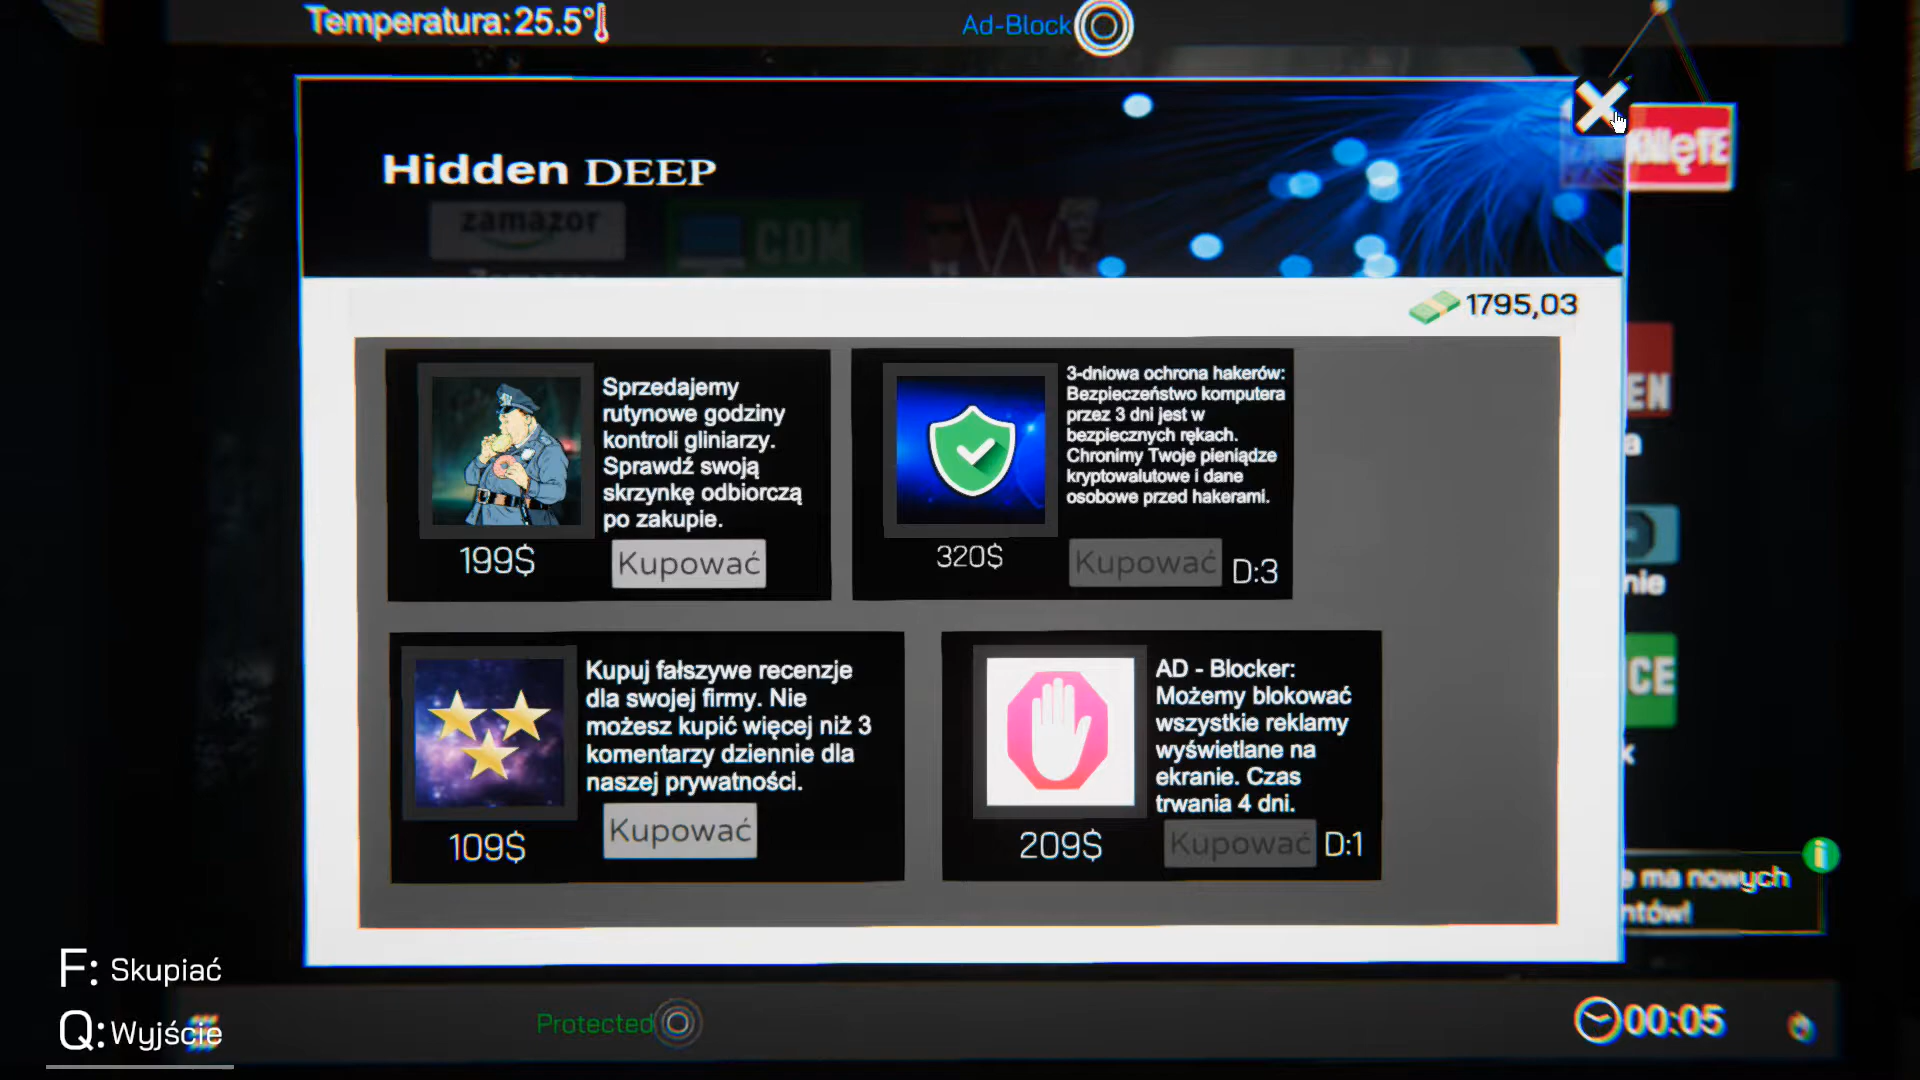 Temperatura: 25.5°
Ad-Block
Hidden DEEP
zamazor
COM
1795,03
Sprzedajemy
rutynowe godziny
kontroli gliniarzy.
Sprawdź swoją
skrzynkę odbiorczą
po zakupie.
199$
Kupować
3-dniowa ochrona hakerów:
Bezpieczeństwo komputera
przez 3 dni jest w
bezpiecznych rękach.
Chronimy Twoje pieniądze
kryptowalutowe i dane
osobowe przed hakerami.
320$
Kupować
D:3
Kupuj fałszywe recenzje
dla swojej firmy. Nie
możesz kupić więcej niż 3
komentarzy dziennie dla
naszej prywatności.
109$
Kupować
AD - Blocker:
Możemy blokować
wszystkie reklamy
wyświetlane na
ekranie. Czas
trwania 4 dni.
209$
Kupować
D:1
ma nowych
F: Skupiać
Q: Wyjście
Protected
00:05